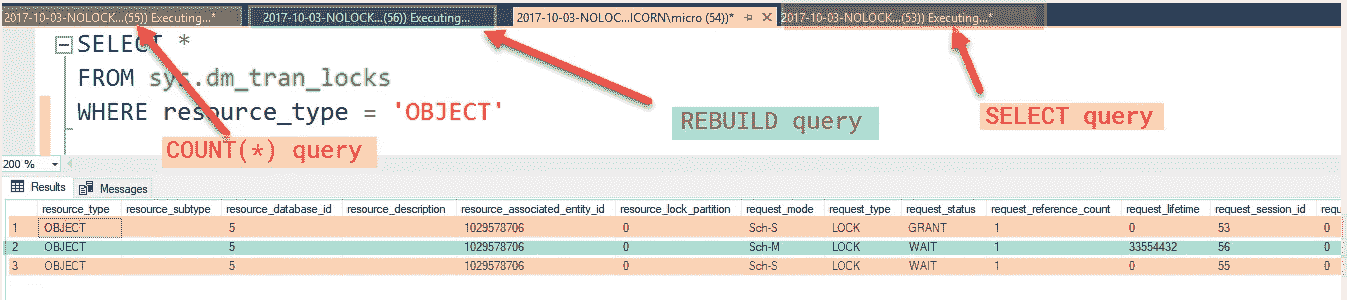 2017-10-03-NOLOCK...(55)) Executing...* 2017-10-03-NOLOCK...(56)) Executing... 2017-10-03-NOLOC...ICORN\micro (54))* 2017-10-03-NOLOCK...(53)) Executing...*
SELECT *
FROM sys.dm_tran_locks
WHERE resource_type = 'OBJECT'
COUNT(*) query
REBUILD query
SELECT query
200 %
Results Messages
resource_type resource_subtype resource_database_id resource_description resource_associated_entity_id resource_lock_partition request_mode request_type request_status request_reference_count request_lifetime request_session_id requ
1 OBJECT 5 1029578706 0 Sch-S LOCK GRANT 1 0 53 0
2 OBJECT 5 1029578706 0 Sch-M LOCK WAIT 1 33554432 56 0
3 OBJECT 5 1029578706 0 Sch-S LOCK WAIT 1 0 55 0